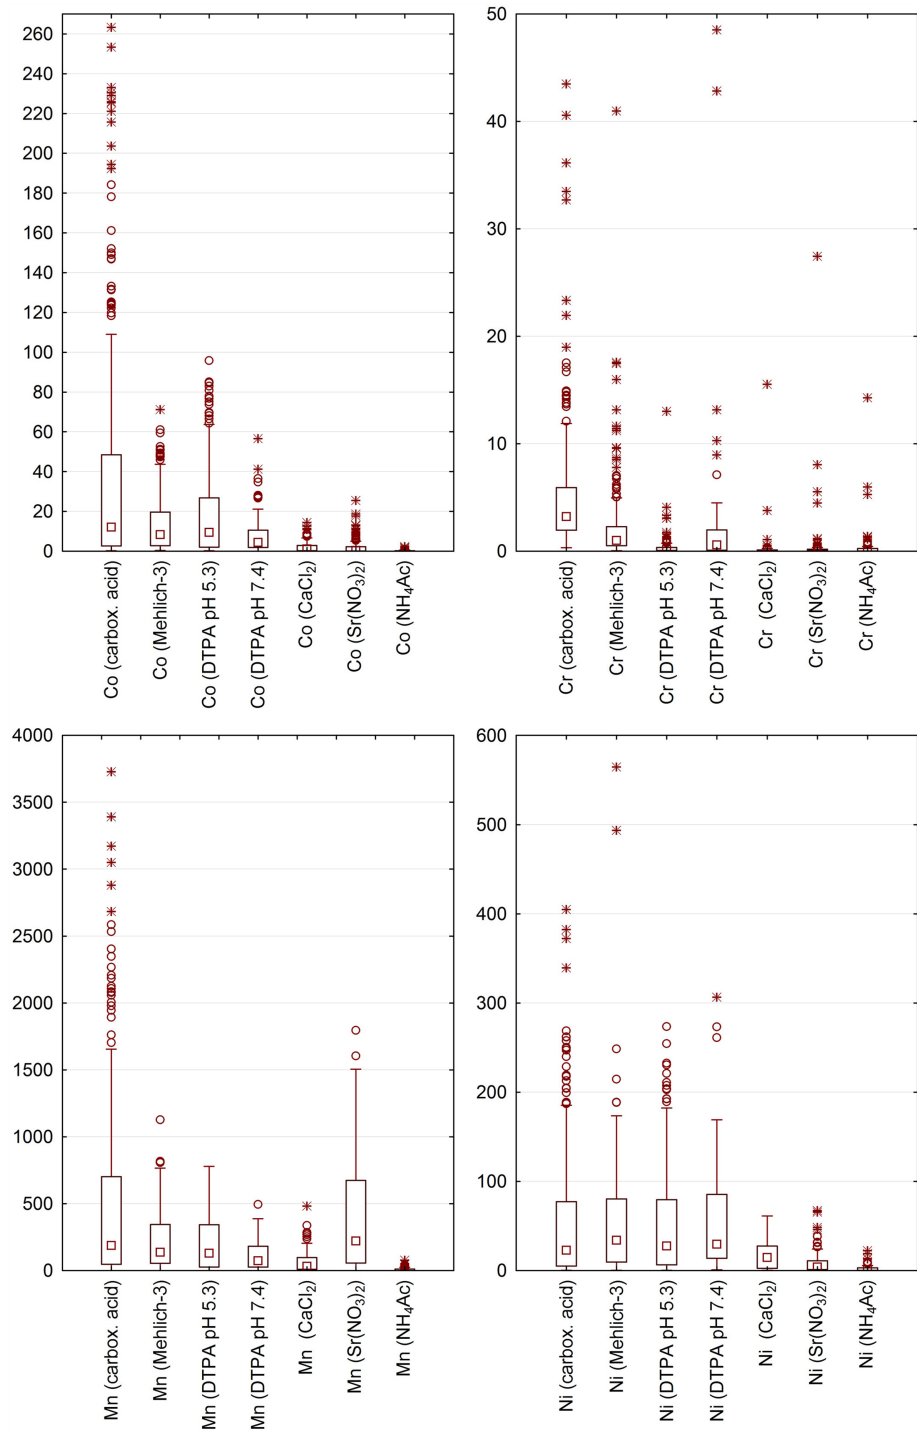 260
240
220
200
180
160
140
120
100
80
60
40
20
0
Co (carbox. acid)
Co (Mehlich-3)
Co (DTPA pH 5.3)
Co (DTPA pH 7.4)
Co (CaCl₂)
Co (Sr(NO₃)₂)
Co (NH₄Ac)
50
40
30
20
10
0
Cr (carbox. acid)
Cr (Mehlich-3)
Cr (DTPA pH 5.3)
Cr (DTPA pH 7.4)
Cr (CaCl₂)
Cr (Sr(NO₃)₂)
Cr (NH₄Ac)
4000
3500
3000
2500
2000
1500
1000
500
0
Mn (carbox. acid)
Mn (Mehlich-3)
Mn (DTPA pH 5.3)
Mn (DTPA pH 7.4)
Mn (CaCl₂)
Mn (Sr(NO₃)₂)
Mn (NH₄Ac)
600
500
400
300
200
100
0
Ni (carbox. acid)
Ni (Mehlich-3)
Ni (DTPA pH 5.3)
Ni (DTPA pH 7.4)
Ni (CaCl₂)
Ni (Sr(NO₃)₂)
Ni (NH₄Ac)